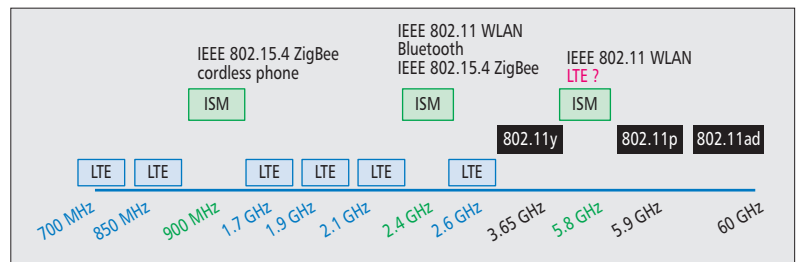 IEEE 802.15.4 ZigBee
cordless phone
IEEE 802.11 WLAN
Bluetooth
IEEE 802.15.4 ZigBee
IEEE 802.11 WLAN
LTE ?
ISM
ISM
ISM
802.11y
802.11p
802.11ad
LTE
LTE
LTE
LTE
LTE
LTE
700 MHz
850 MHz
900 MHz
1.7 GHz
1.9 GHz
2.1 GHz
2.4 GHz
2.6 GHz
3.65 GHz
5.8 GHz
5.9 GHz
60 GHz